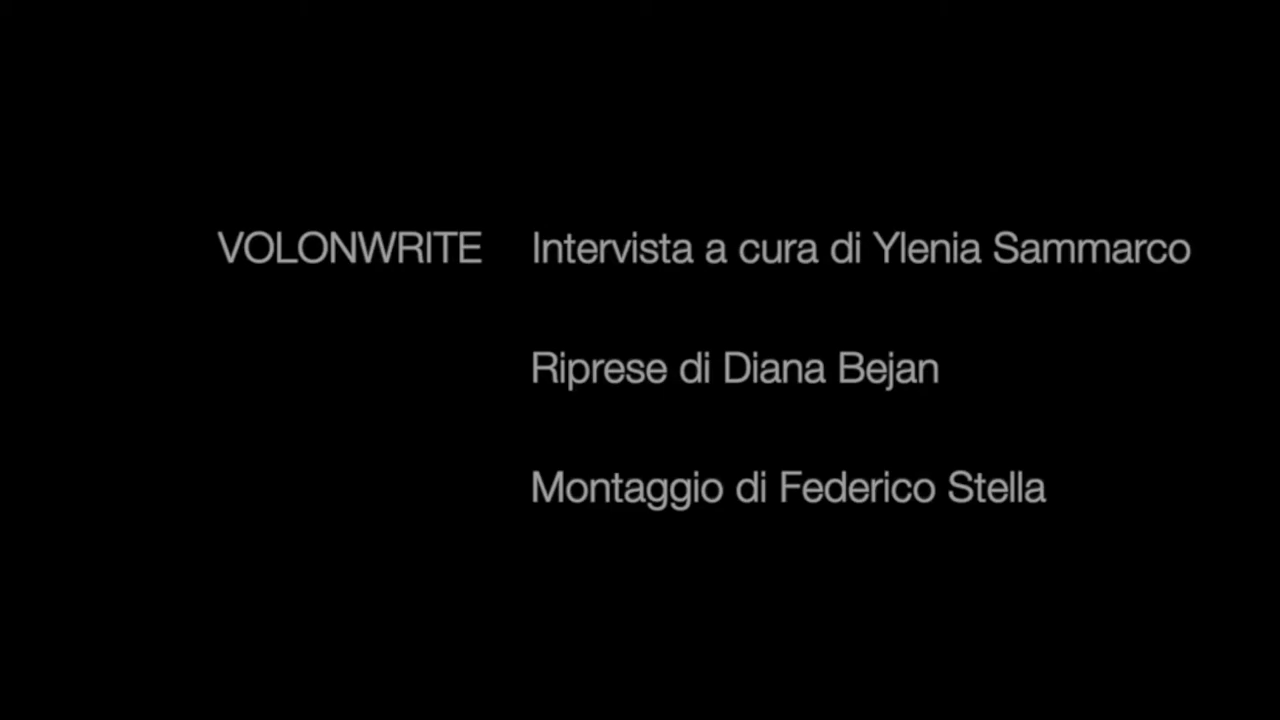 VOLONWRITE Intervista a cura di Ylenia Sammarco
Riprese di Diana Bejan
Montaggio di Federico Stella